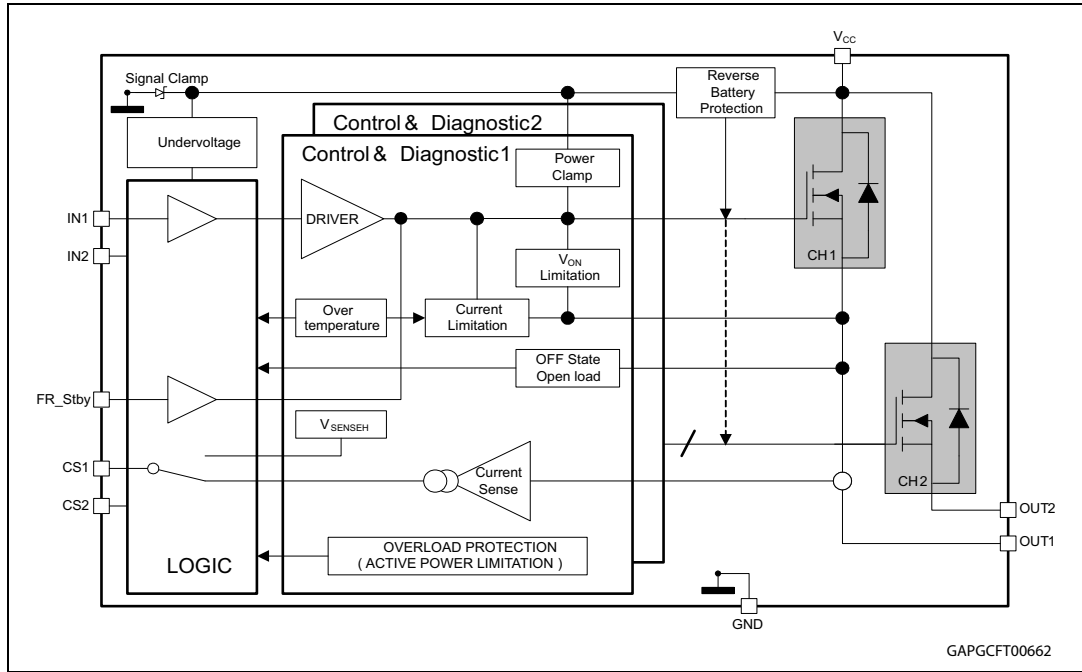 VCC
Signal Clamp
Reverse
Battery
Protection
Control & Diagnostic2
Undervoltage
Control & Diagnostic1
Power
Clamp
IN1
DRIVER
IN2
VON
Limitation
CH1
Over
temperature
Current
Limitation
OFF State
Open load
FR_Stby
VSENSEH
CS1
Current
Sense
CS2
CH2
OUT2
OUT1
OVERLOAD PROTECTION
( ACTIVE POWER LIMITATION )
LOGIC
GND
GAPGCFT00662